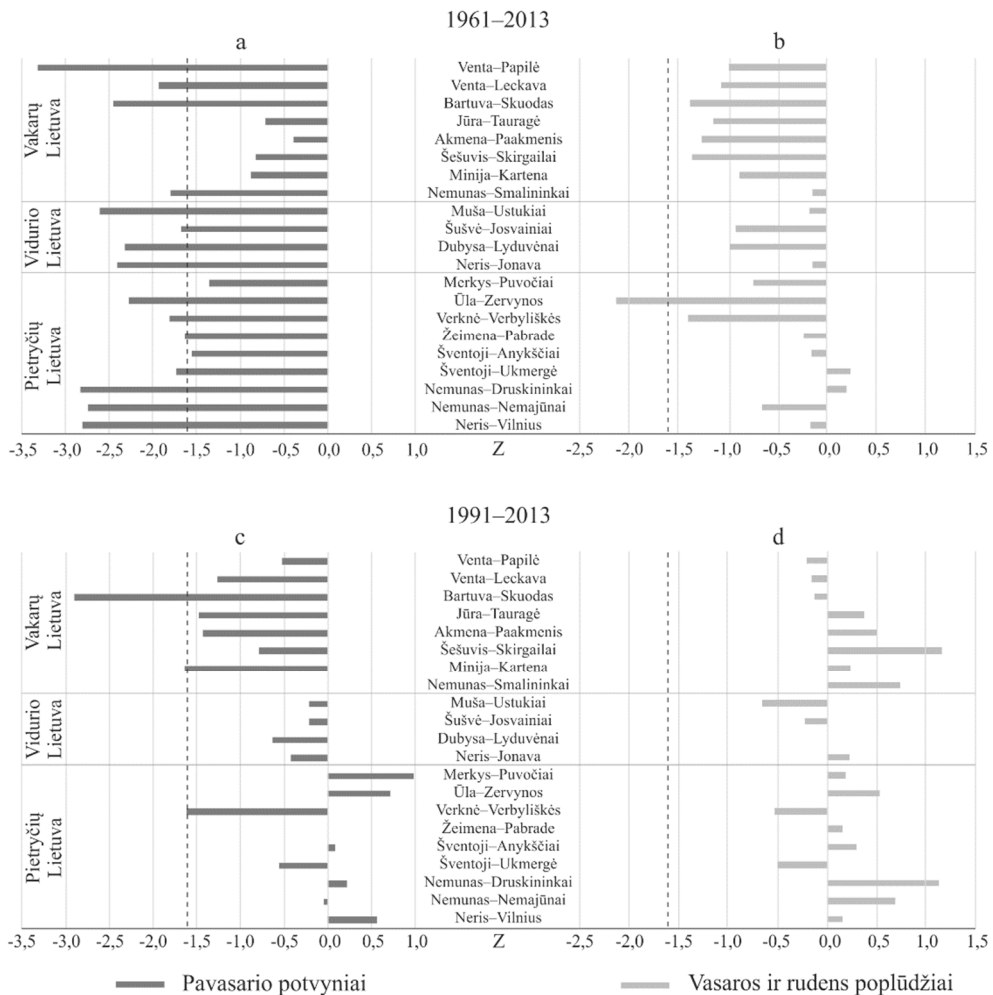 1961–2013
a
b
Vakarų
Lietuva
Venta–Papilė
Venta–Leckava
Bartuva–Skuodas
Jūra–Tauragė
Akmena–Paakmenis
Šešuvis–Skirgailai
Minija–Kartena
Nemunas–Smalininkai
Vidurio
Lietuva
Muša–Ustukiai
Šušvė–Josvainiai
Dubysa–Lyduvėnai
Neris–Jonava
Pietryčių
Lietuva
Merkys–Puvočiai
Ūla–Zervynos
Verknė–Verbyliškės
Žeimena–Pabrade
Šventoji–Anykščiai
Šventoji–Ukmergė
Nemunas–Druskininkai
Nemunas–Nemajūnai
Neris–Vilnius
-3,5 -3,0 -2,5 -2,0 -1,5 -1,0 -0,5 0,0 0,5 1,0 Z -2,5 -2,0 -1,5 -1,0 -0,5 0,0 0,5 1,0 1,5
1991–2013
c
d
Vakarų
Lietuva
Venta–Papilė
Venta–Leckava
Bartuva–Skuodas
Jūra–Tauragė
Akmena–Paakmenis
Šešuvis–Skirgailai
Minija–Kartena
Nemunas–Smalininkai
Vidurio
Lietuva
Muša–Ustukiai
Šušvė–Josvainiai
Dubysa–Lyduvėnai
Neris–Jonava
Pietryčių
Lietuva
Merkys–Puvočiai
Ūla–Zervynos
Verknė–Verbyliškės
Žeimena–Pabrade
Šventoji–Anykščiai
Šventoji–Ukmergė
Nemunas–Druskininkai
Nemunas–Nemajūnai
Neris–Vilnius
-3,5 -3,0 -2,5 -2,0 -1,5 -1,0 -0,5 0,0 0,5 1,0 Z -2,5 -2,0 -1,5 -1,0 -0,5 0,0 0,5 1,0 1,5
Pavasario potvyniai
Vasaros ir rudens poplūdžiai